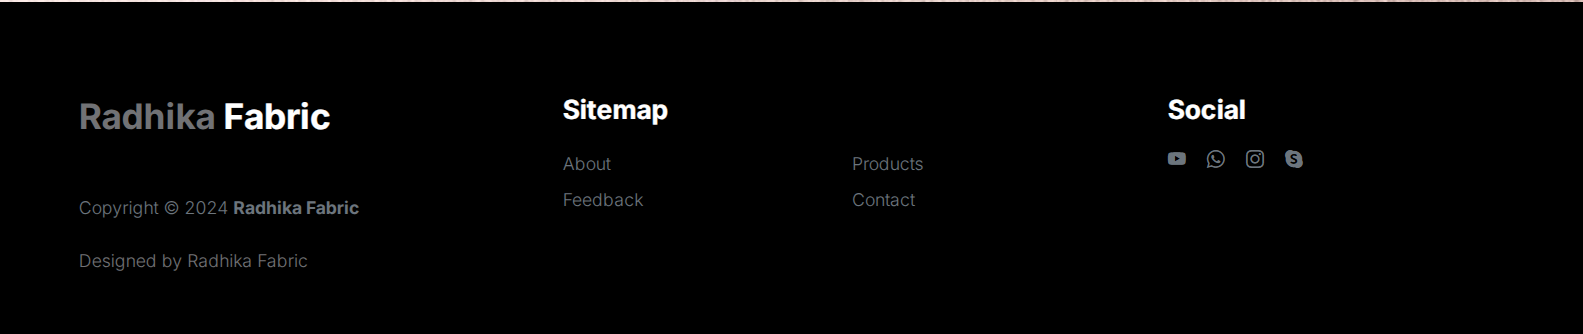 Radhika Fabric
Copyright © 2024 Radhika Fabric
Designed by Radhika Fabric
Sitemap
About
Feedback
Products
Contact
Social